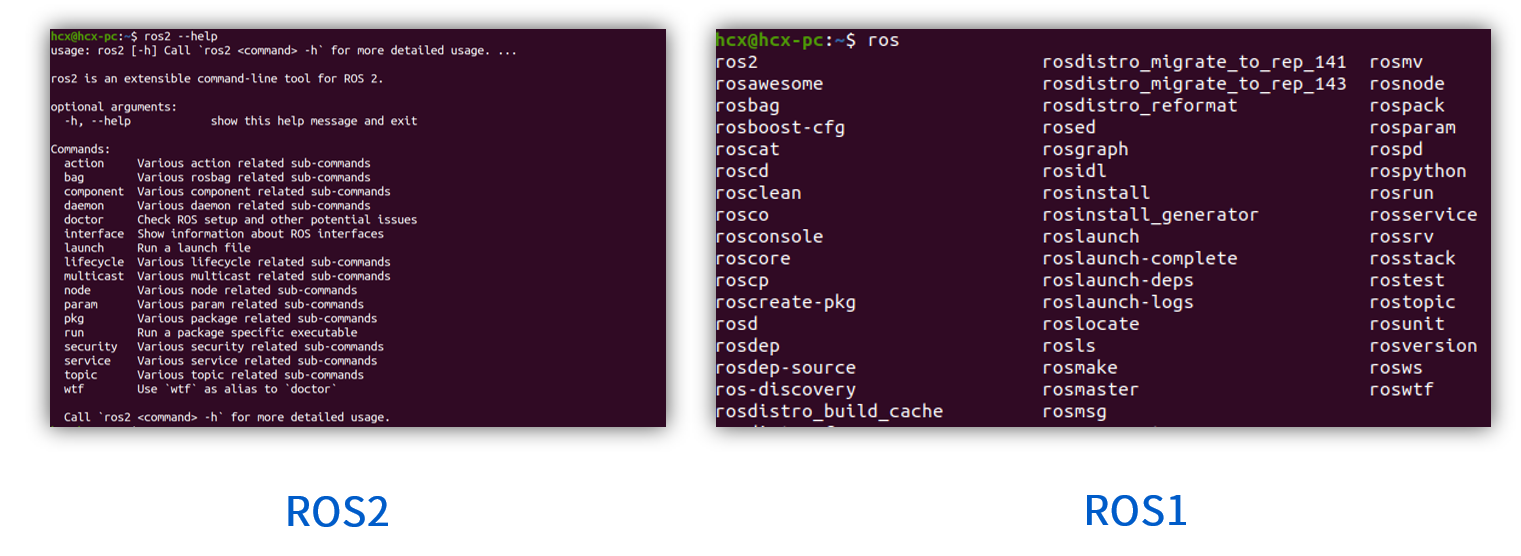 hcx@hcx-pc:~$ ros2 --help
usage: ros2 [-h] Call `ros2 <command> -h` for more detailed usage. ...
ros2 is an extensible command-line tool for ROS 2.
optional arguments:
-h, --help show this help message and exit
Commands:
action Various action related sub-commands
bag Various rosbag related sub-commands
component Various component related sub-commands
daemon Various daemon related sub-commands
doctor Check ROS setup and other potential issues
interface Show information about ROS interfaces
launch Run a launch file
lifecycle Various lifecycle related sub-commands
multicast Various multicast related sub-commands
node Various node related sub-commands
param Various param related sub-commands
pkg Various package related sub-commands
run Run a package specific executable
security Various security related sub-commands
service Various service related sub-commands
topic Various topic related sub-commands
wtf Use `wtf` as alias to `doctor`
Call `ros2 <command> -h` for more detailed usage.
ROS2
hcx@hcx-pc:~$ ros
ros2 rosdistro_migrate_to_rep_141 rosmv
rosawesome rosdistro_migrate_to_rep_143 rosnode
rosbag rosdistro_reformat rospack
rosboost-cfg rosed rosparam
roscat rosgraph rospd
roscd rosidl rospython
rosclean rosinstall rosrun
rosco rosinstall_generator rosservice
rosconsole roslaunch rossrv
roscore roslaunch-complete rosstack
roscp roslaunch-deps rostest
roscreate-pkg roslaunch-logs rostopic
rosd roslocate rosunit
rosdep rosls rosversion
rosdep-source rosmake rosws
ros-discovery rosmaster roswtf
rosdistro_build_cache rosmsg
ROS1